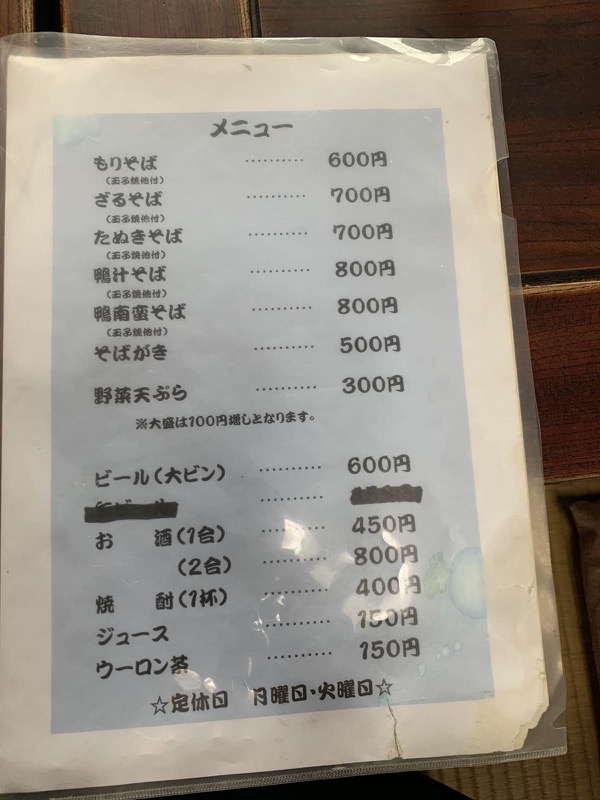 メニュー
もりそば ………… 600円
(玉子焼他付)
ざるそば ………… 700円
(玉子焼他付)
たぬきそば ………… 700円
(玉子焼他付)
鴨汁そば ………… 800円
(玉子焼他付)
鴨南蛮そば ………… 800円
(玉子焼他付)
そばがき ………… 500円
野菜天ぷら ………… 300円
※大盛は100円増しとなります。
ビール(大ビン) ………… 600円
お 酒(1合) ………… 450円
(2合) ………… 800円
焼 酎(1杯) ………… 400円
ジュース ………… 150円
ウーロン茶 ………… 150円
☆定休日 月曜日・火曜日☆